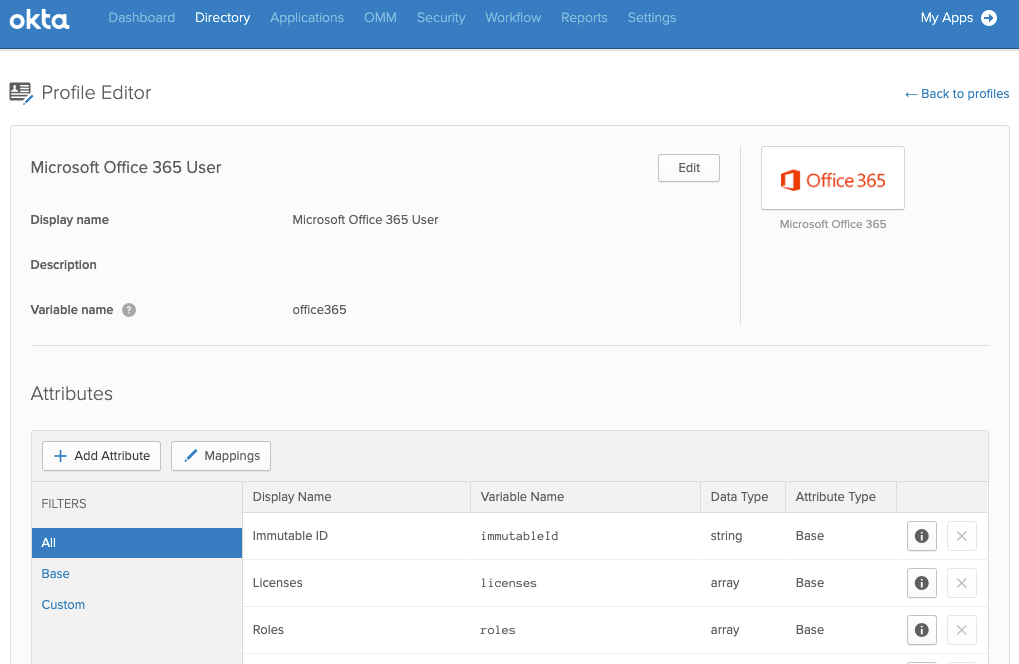 okta Dashboard Directory Applications OMM Security Workflow Reports Settings My Apps
Profile Editor ← Back to profiles
Microsoft Office 365 User Edit
Office 365
Microsoft Office 365
Display name Microsoft Office 365 User
Description
Variable name ? office365
Attributes
Add Attribute Mappings
FILTERS
All
Base
Custom
Display Name Variable Name Data Type Attribute Type
Immutable ID immutableId string Base
Licenses licenses array Base
Roles roles array Base